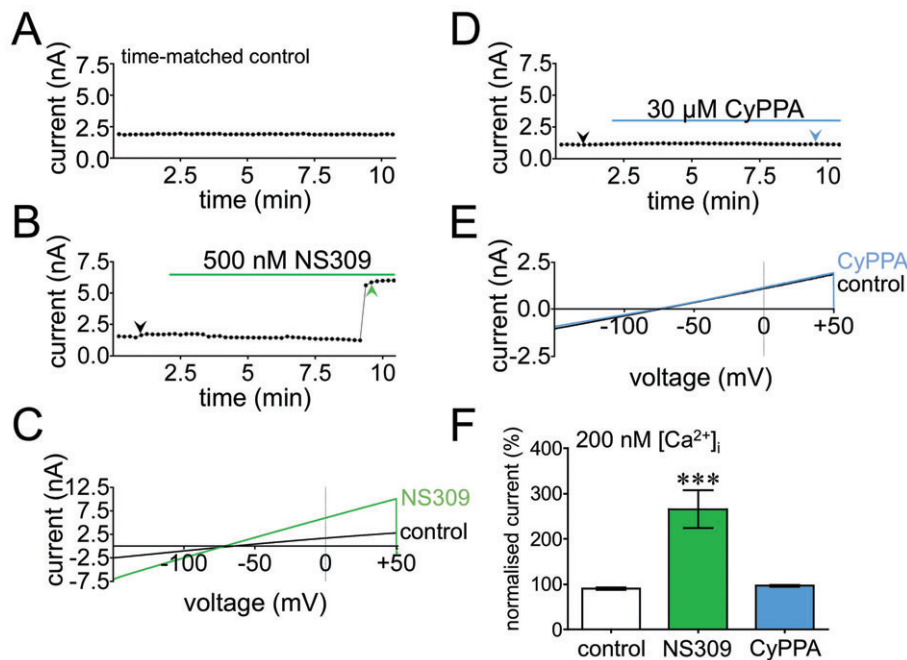 A
time-matched control
current (nA)
7.5
5.0
2.5
0.0
2.5 5 7.5 10
time (min)
B
500 nM NS309
current (nA)
7.5
5.0
2.5
0.0
2.5 5 7.5 10
time (min)
C
current (nA)
12.5
7.5
2.5
-2.5
-7.5
NS309
control
-100 -50 0 +50
voltage (mV)
D
30 µM CyPPA
current (nA)
7.5
5.0
2.5
0.0
2.5 5 7.5 10
time (min)
E
current (nA)
2.5
0.0
-2.5
CyPPA
control
-100 -50 0 +50
voltage (mV)
F
200 nM [Ca²⁺]ᵢ
normalised current (%)
400
300
200
100
0
***
control NS309 CyPPA